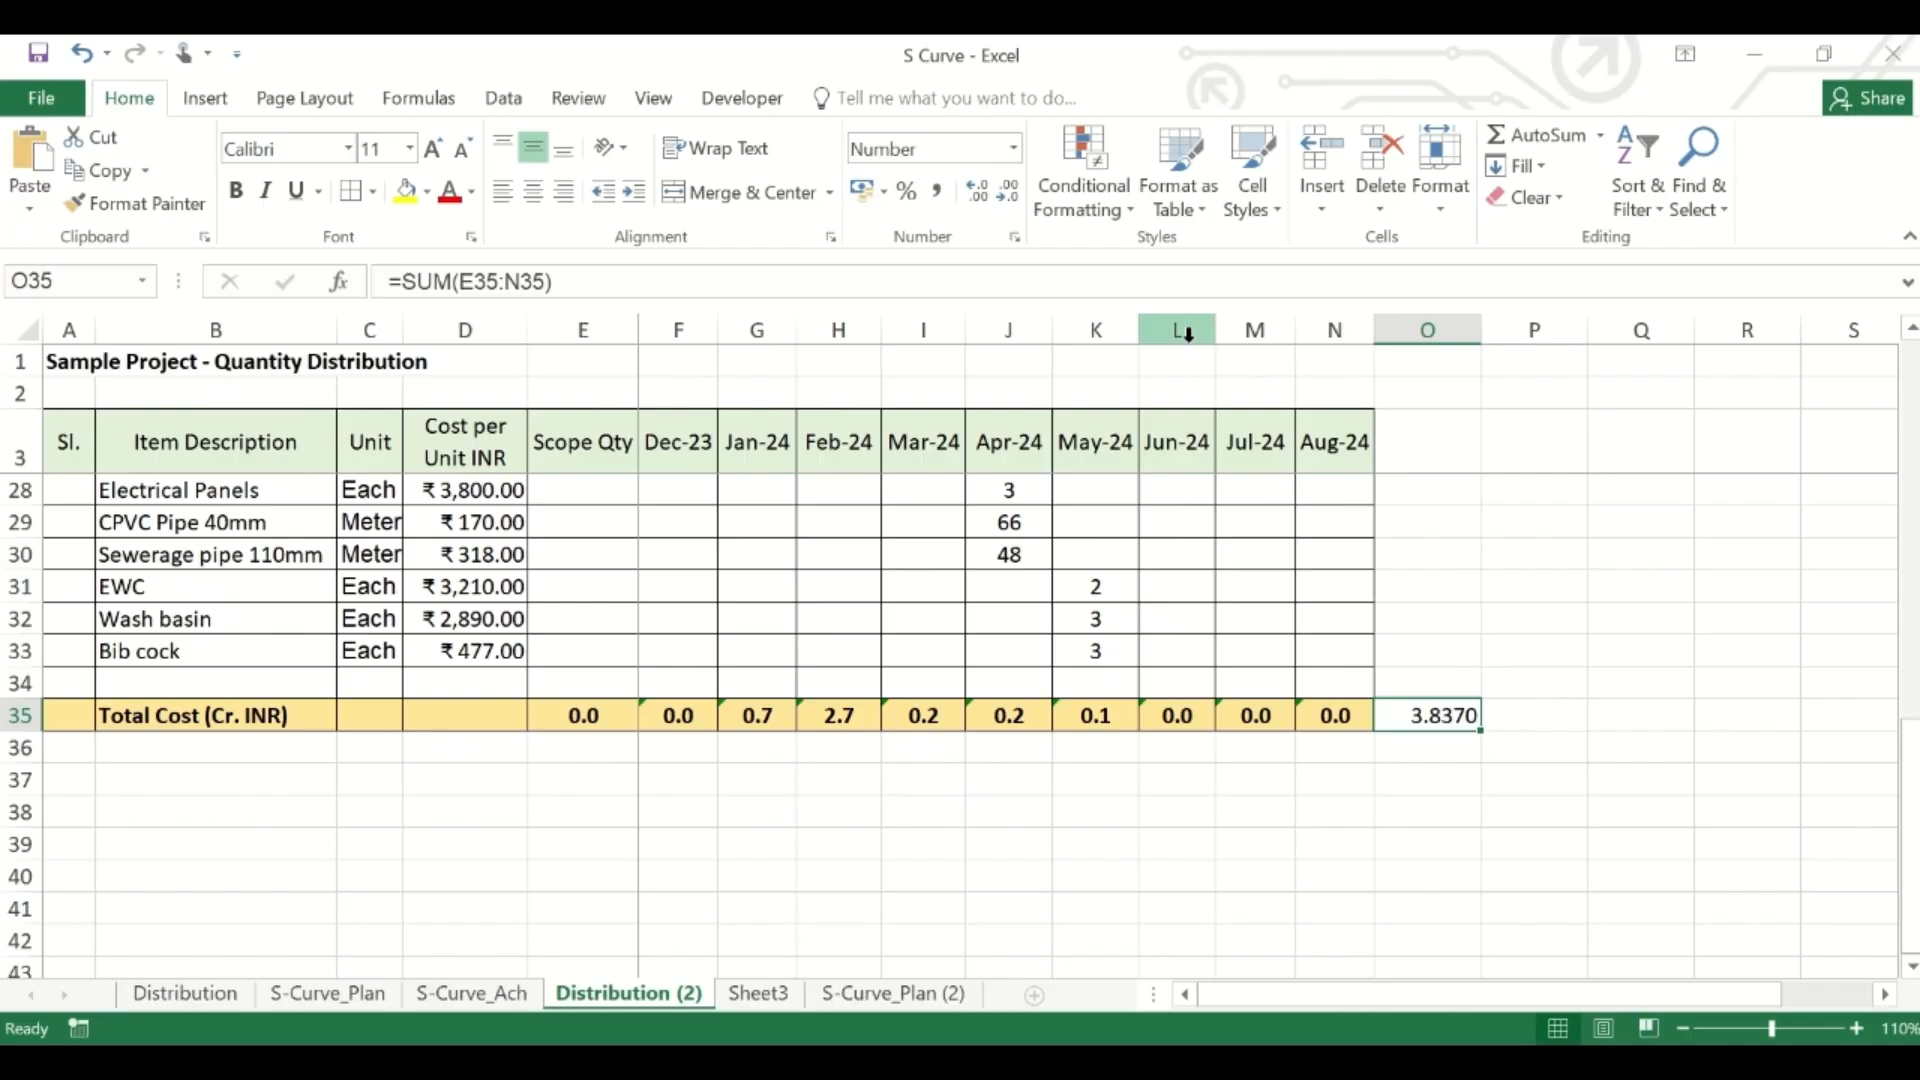 S Curve - Excel
File Home Insert Page Layout Formulas Data Review View Developer Tell me what you want to do... Share
Paste
Cut
Copy
Format Painter
Clipboard
Calibri 11
B I U
Font
Wrap Text
Merge & Center
Alignment
Number
Number
Conditional Formatting
Format as Table
Cell Styles
Styles
Insert Delete Format
Cells
AutoSum
Fill
Clear
Sort & Filter
Find & Select
Editing
O35 fx =SUM(E35:N35)
A B C D E F G H I J K L M N O P Q R S
1 Sample Project - Quantity Distribution
2
3 Sl. Item Description Unit Cost per Unit INR Scope Qty Dec-23 Jan-24 Feb-24 Mar-24 Apr-24 May-24 Jun-24 Jul-24 Aug-24
28 Electrical Panels Each ₹ 3,800.00 3
29 CPVC Pipe 40mm Meter ₹ 170.00 66
30 Sewerage pipe 110mm Meter ₹ 318.00 48
31 EWC Each ₹ 3,210.00 2
32 Wash basin Each ₹ 2,890.00 3
33 Bib cock Each ₹ 477.00 3
34
35 Total Cost (Cr. INR) 0.0 0.0 0.7 2.7 0.2 0.2 0.1 0.0 0.0 0.0 3.8370
36
37
38
39
40
41
42
43
Distribution S-Curve_Plan S-Curve_Ach Distribution (2) Sheet3 S-Curve_Plan (2)
Ready 110%